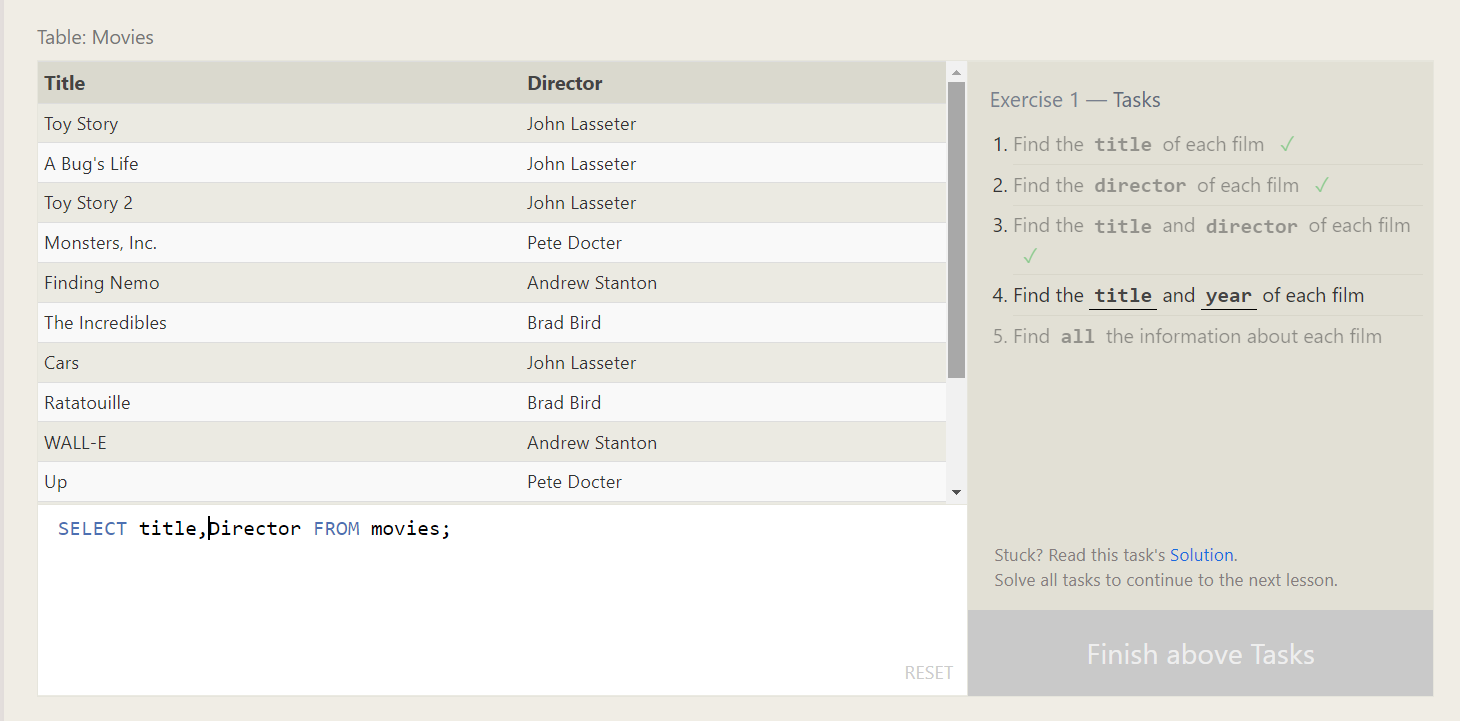 Table: Movies
Title Director
Toy Story John Lasseter
A Bug's Life John Lasseter
Toy Story 2 John Lasseter
Monsters, Inc. Pete Docter
Finding Nemo Andrew Stanton
The Incredibles Brad Bird
Cars John Lasseter
Ratatouille Brad Bird
WALL-E Andrew Stanton
Up Pete Docter
SELECT title,Director FROM movies;
RESET
Exercise 1 — Tasks
1. Find the title of each film ✓
2. Find the director of each film ✓
3. Find the title and director of each film
✓
4. Find the title and year of each film
5. Find all the information about each film
Stuck? Read this task's Solution.
Solve all tasks to continue to the next lesson.
Finish above Tasks